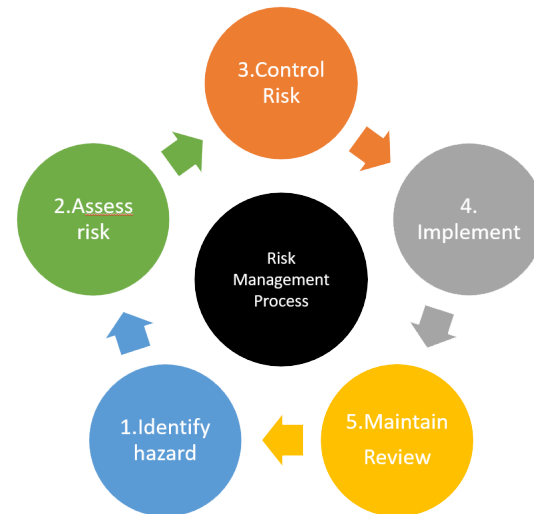 3.Control
Risk
2.Assess
risk
4.
Implement
Risk
Management
Process
1.Identify
hazard
5.Maintain
Review